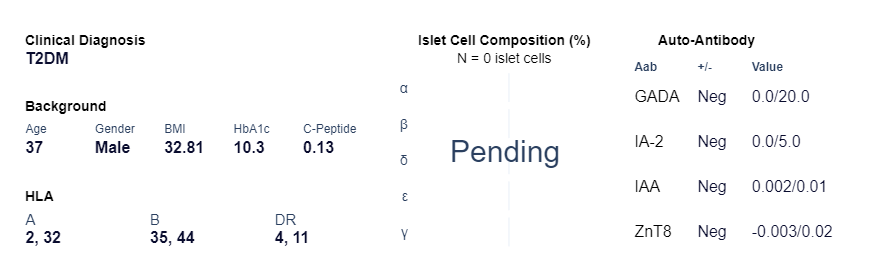 Clinical Diagnosis
T2DM
Background
Age Gender BMI HbA1c C-Peptide
37 Male 32.81 10.3 0.13
HLA
A B DR
2, 32 35, 44 4, 11
Islet Cell Composition (%)
N = 0 islet cells
α
β
δ
ε
γ
Pending
Auto-Antibody
Aab +/- Value
GADA Neg 0.0/20.0
IA-2 Neg 0.0/5.0
IAA Neg 0.002/0.01
ZnT8 Neg -0.003/0.02